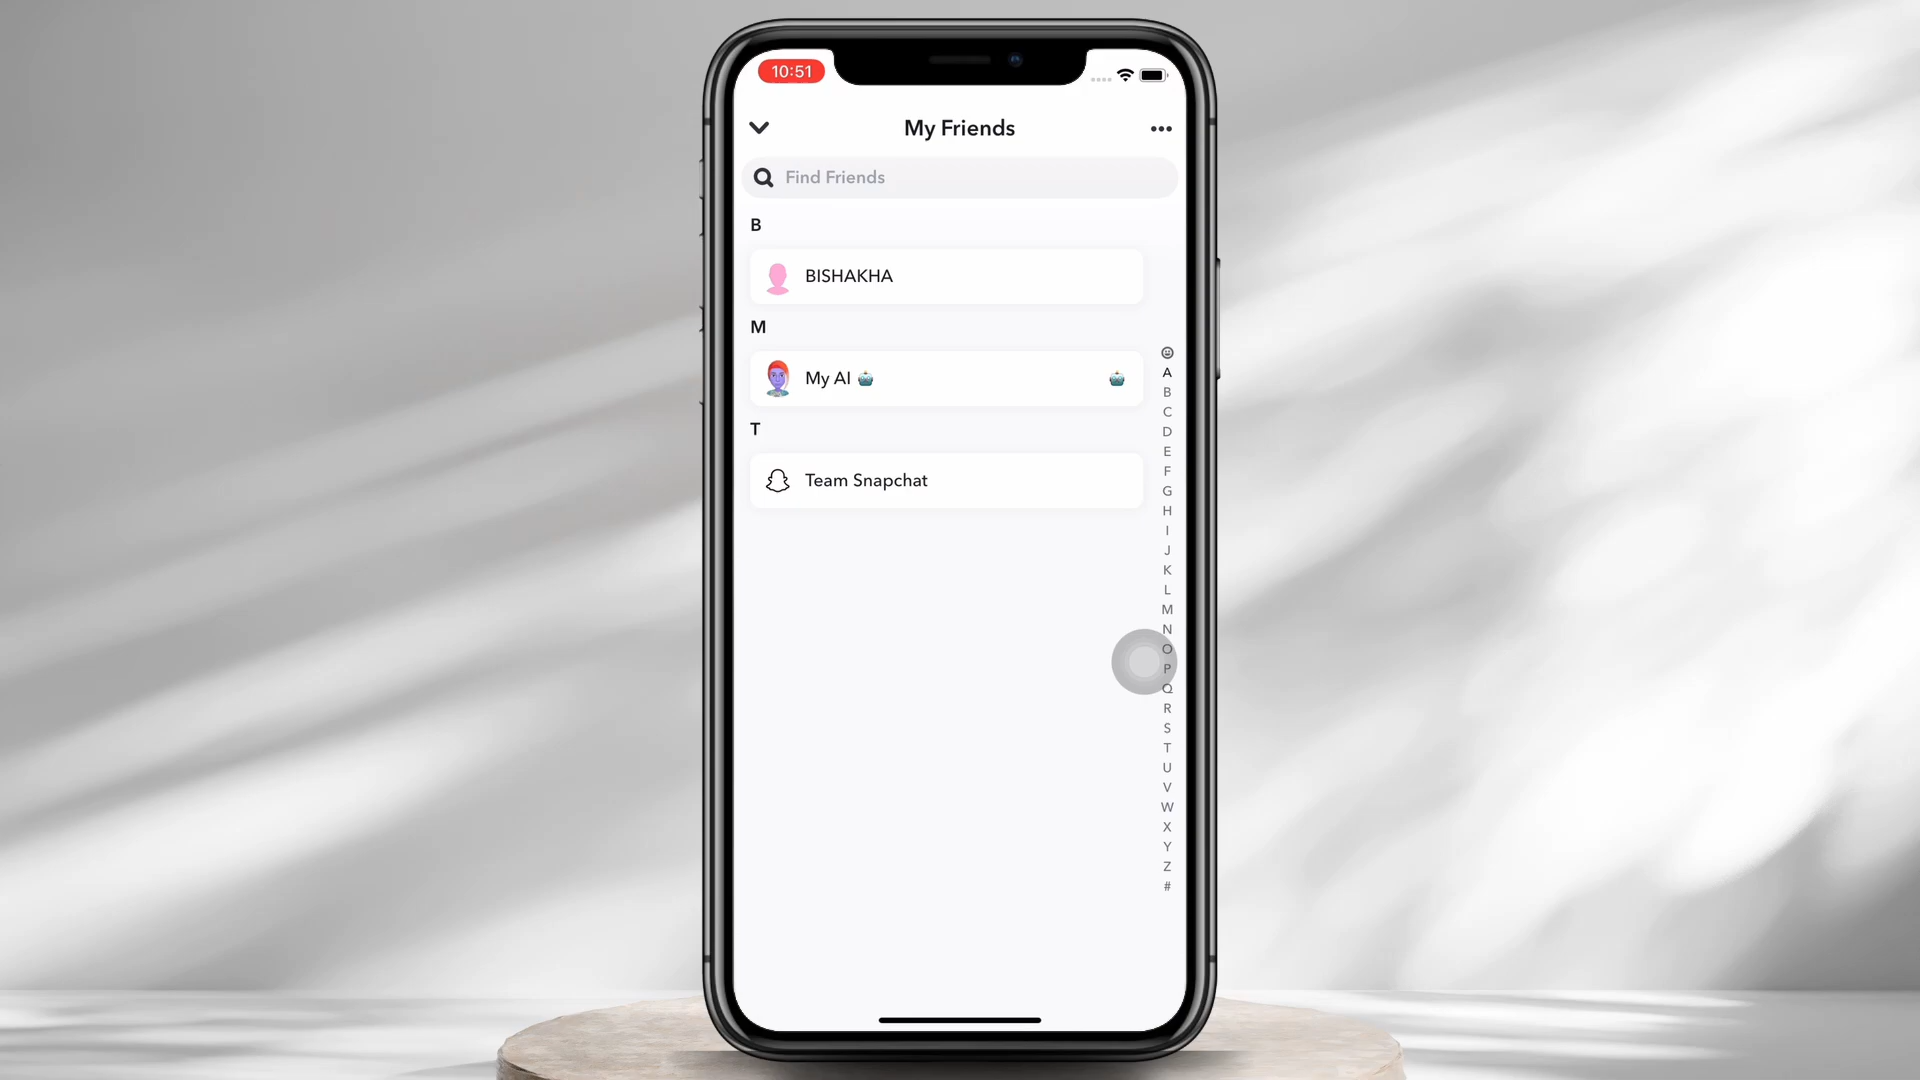 10:51
My Friends
Find Friends
B
BISHAKHA
M
My AI
T
Team Snapchat
A
B
C
D
E
F
G
H
I
J
K
L
M
N
O
P
Q
R
S
T
U
V
W
X
Y
Z
#